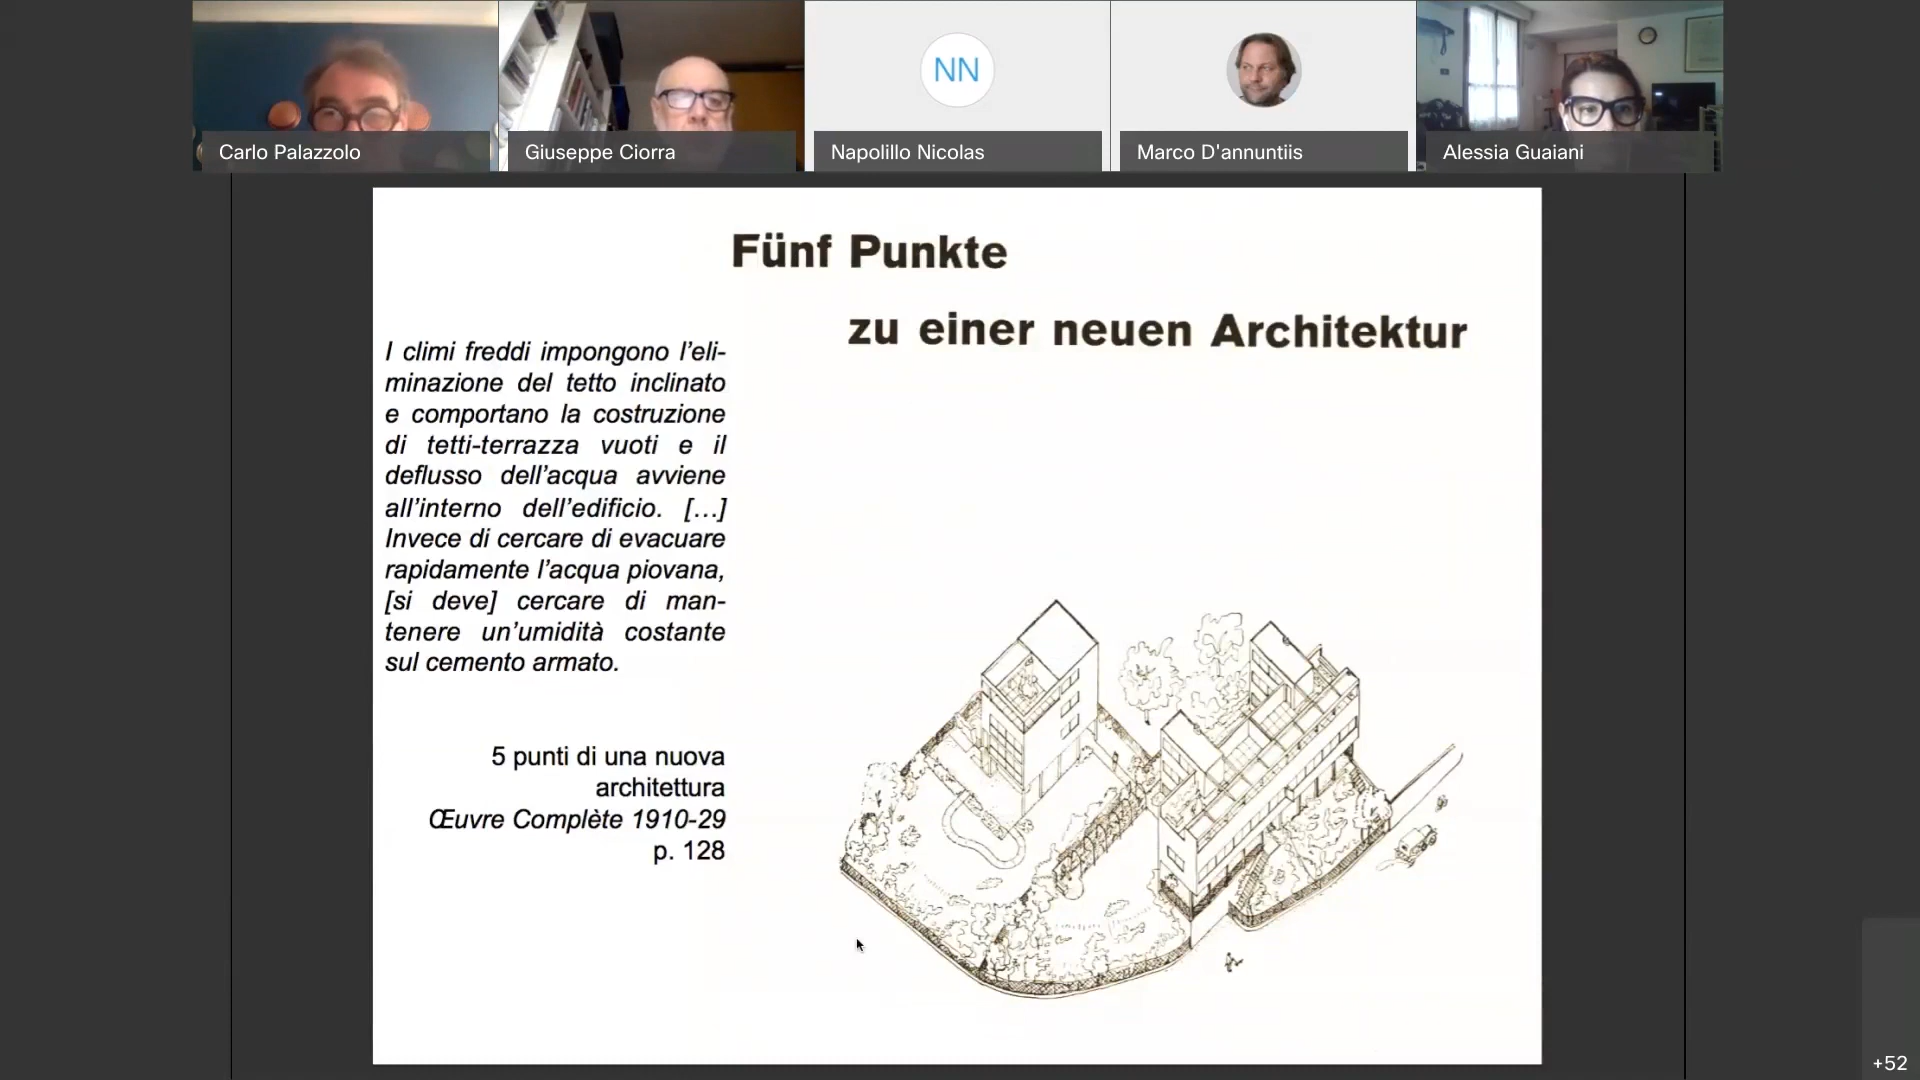 NN
Carlo Palazzolo
Giuseppe Ciorra
Napolillo Nicolas
Marco D'annuntiis
Alessia Guaiani
Fünf Punkte
zu einer neuen Architektur
I climi freddi impongono l'eli-
minazione del tetto inclinato
e comportano la costruzione
di tetti-terrazza vuoti e il
deflusso dell'acqua avviene
all'interno dell'edificio. […]
Invece di cercare di evacuare
rapidamente l'acqua piovana,
[si deve] cercare di man-
tenere un'umidità costante
sul cemento armato.
5 punti di una nuova
architettura
Œuvre Complète 1910-29
p. 128
+52